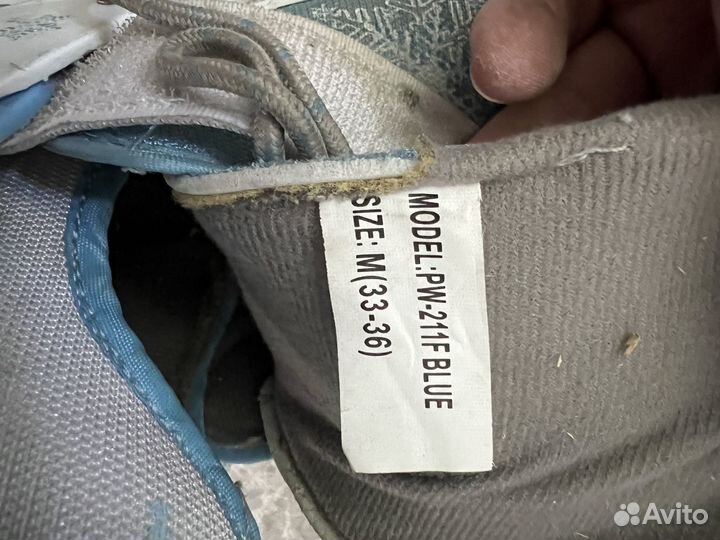 MODEL:PW-211F BLUE
SIZE: M(33-36)
Avito